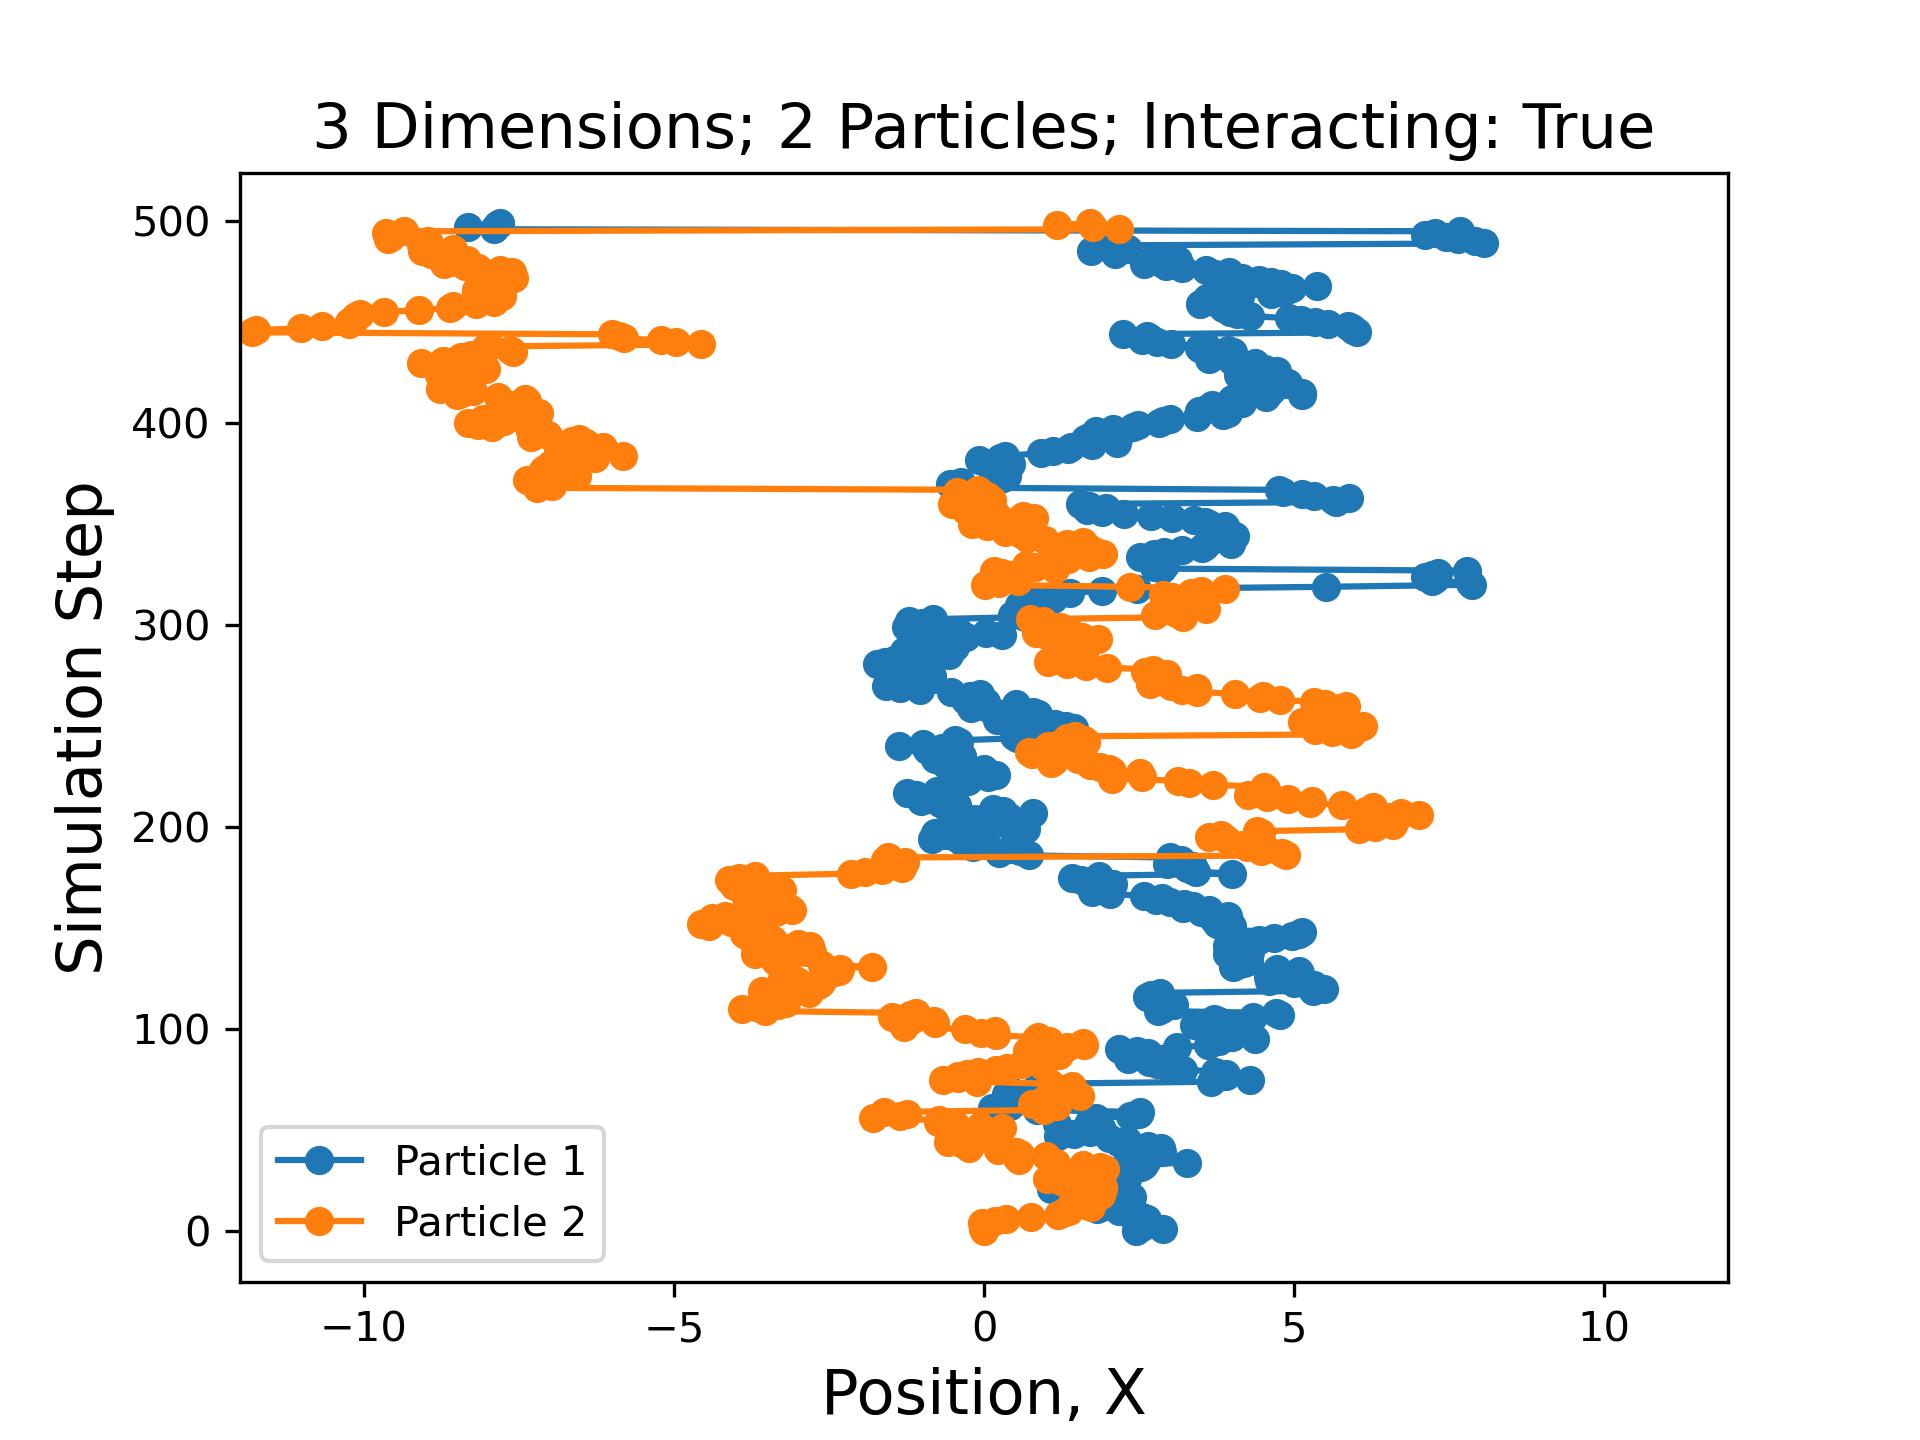 3 Dimensions; 2 Particles; Interacting: True
Simulation Step
500
400
300
200
100
0
Particle 1
Particle 2
−10
−5
0
5
10
Position, X